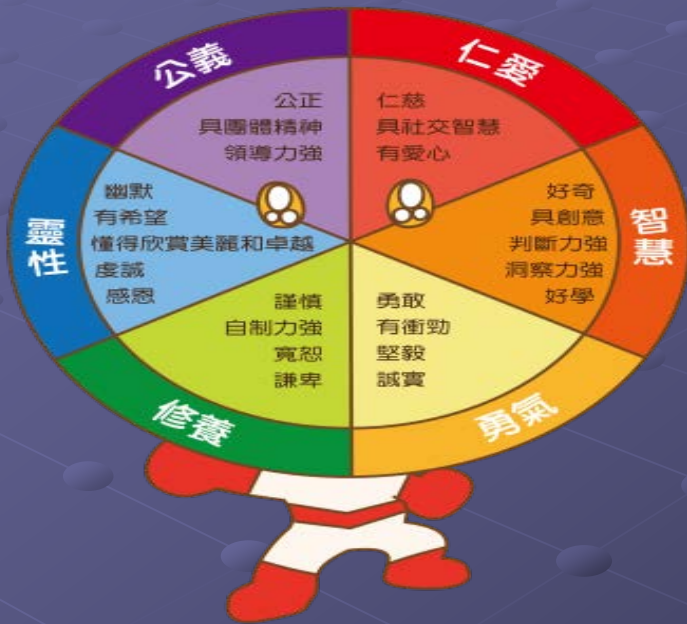 公義
公正
具團體精神
領導力強
仁愛
仁慈
具社交智慧
有愛心
智慧
好奇
具創意
判斷力強
洞察力強
好學
勇氣
勇敢
有衝勁
堅毅
誠實
修養
謹慎
自制力強
寬恕
謙卑
靈性
幽默
有希望
懂得欣賞美麗和卓越
虔誠
感恩